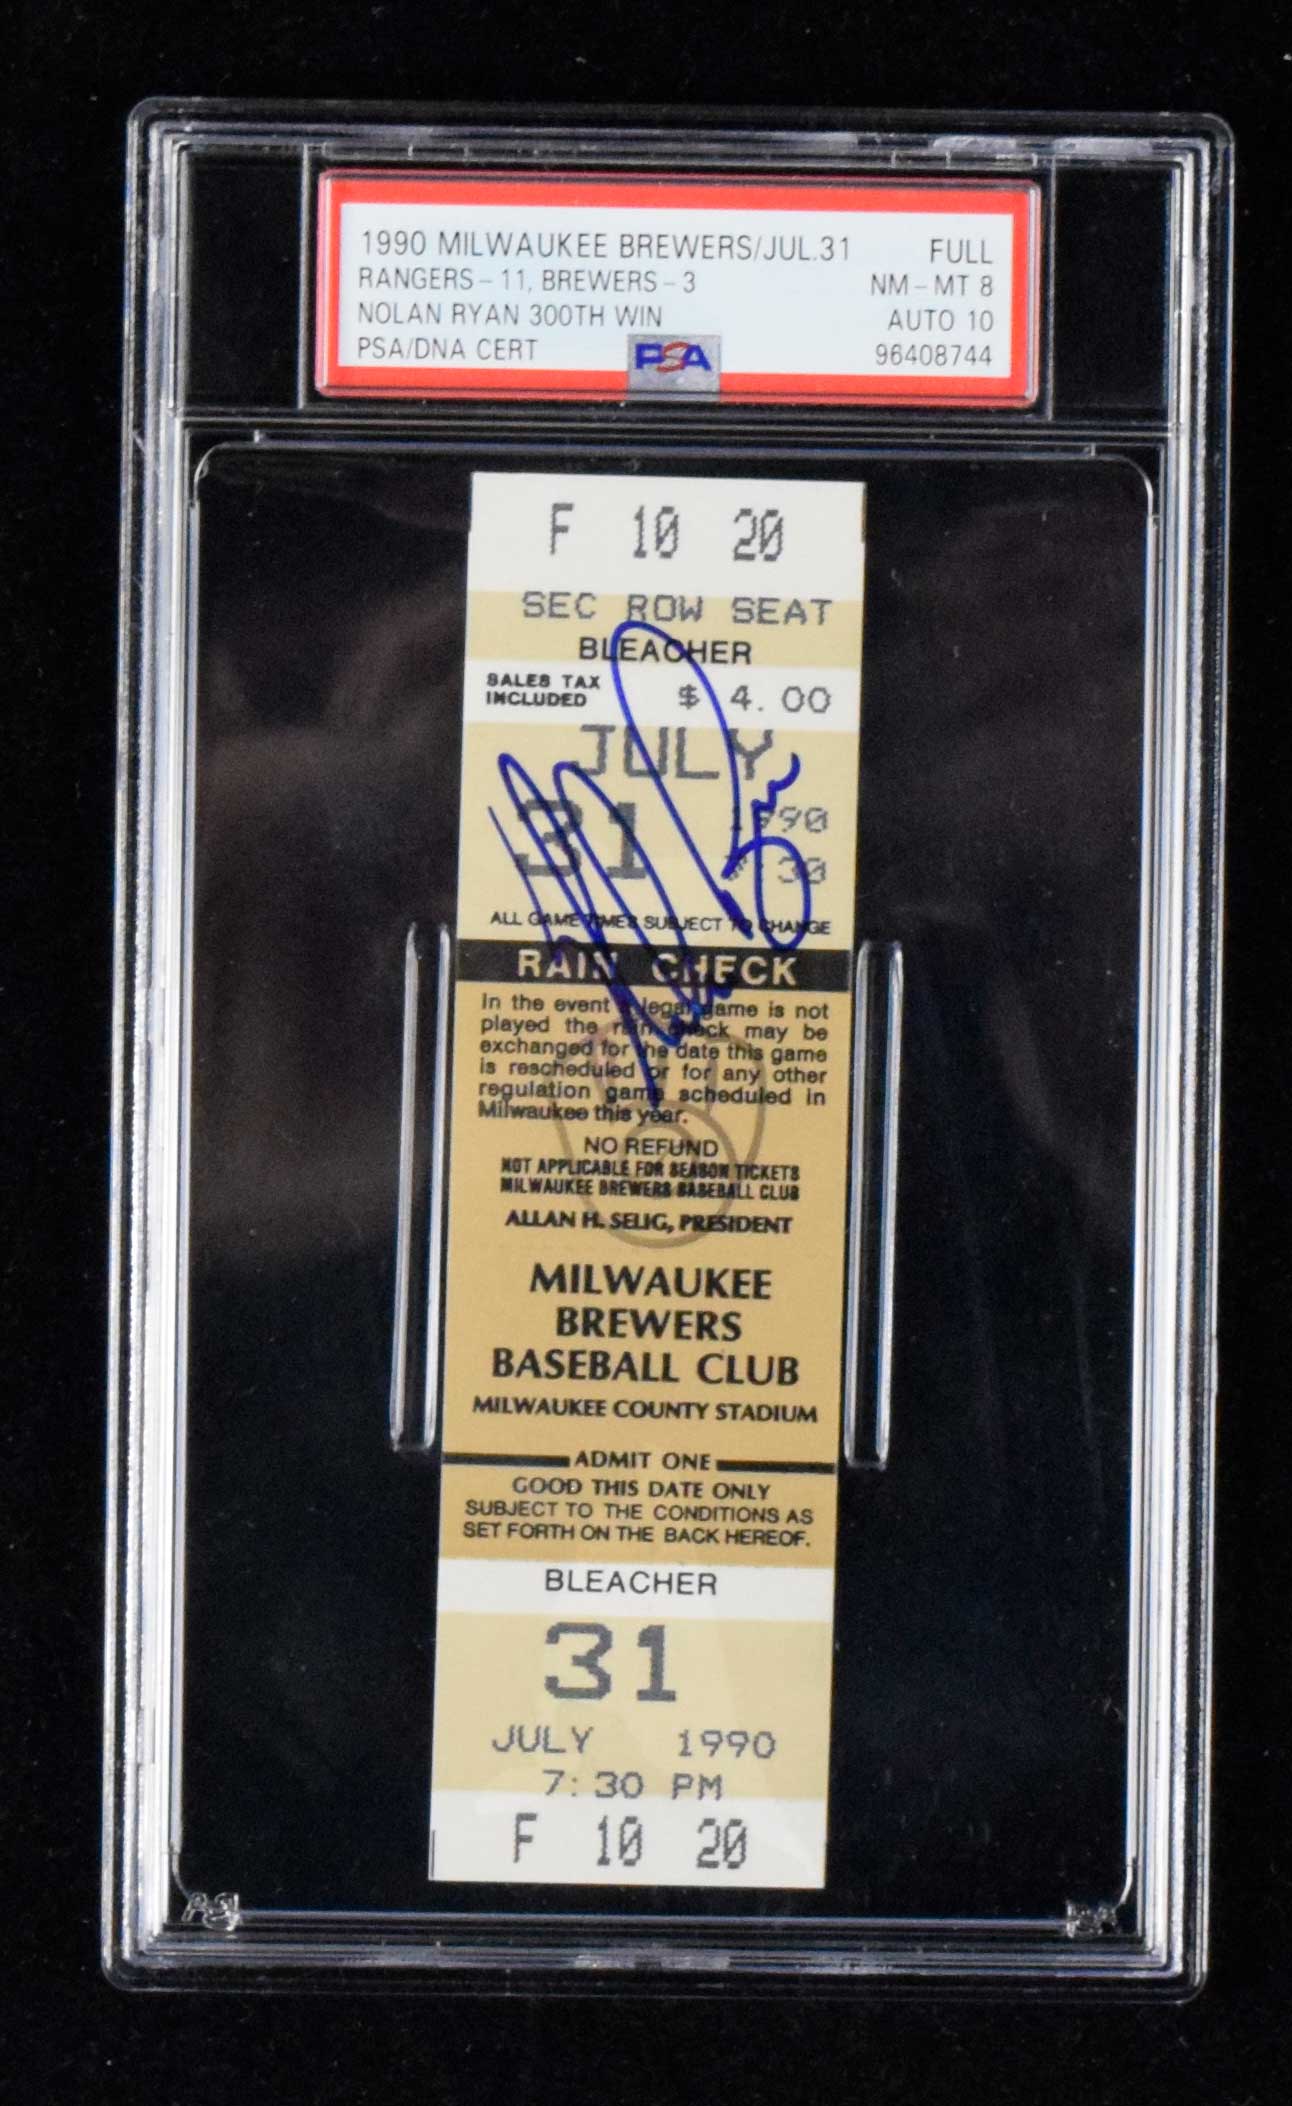 1990 MILWAUKEE BREWERS/JUL.31 FULL
RANGERS - 11, BREWERS - 3 NM - MT 8
NOLAN RYAN 300TH WIN AUTO 10
PSA/DNA CERT PSA 96408744
F 10 20
SEC ROW SEAT
BLEACHER
SALES TAX
INCLUDED $ 4.00
JULY
31 1990
7:30
ALL GAME TIMES SUBJECT TO CHANGE
RAIN CHECK
In the event a legal game is not
played the rain check may be
exchanged for the date this game
is rescheduled or for any other
regulation game scheduled in
Milwaukee this year.
NO REFUND
NOT APPLICABLE FOR SEASON TICKETS
MILWAUKEE BREWERS BASEBALL CLUB
ALLAN H. SELIG, PRESIDENT
MILWAUKEE
BREWERS
BASEBALL CLUB
MILWAUKEE COUNTY STADIUM
ADMIT ONE
GOOD THIS DATE ONLY
SUBJECT TO THE CONDITIONS AS
SET FORTH ON THE BACK HEREOF.
BLEACHER
31
JULY 1990
7:30 PM
F 10 20
PSA PSA